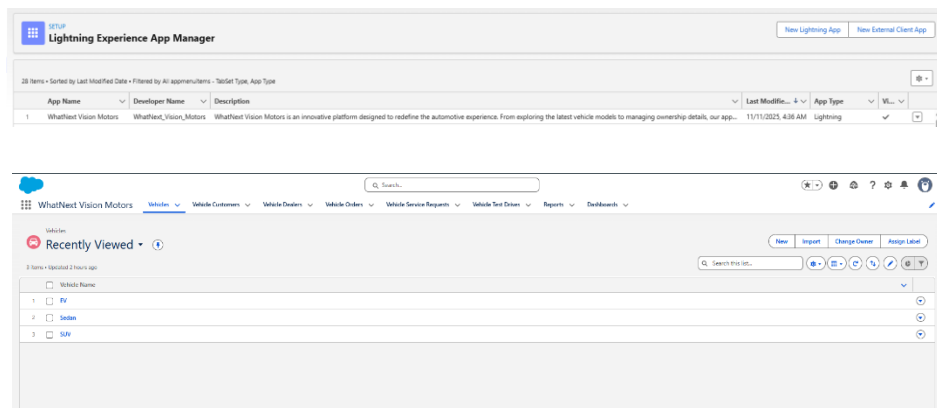 SETUP
Lightning Experience App Manager
New Lightning App
New External Client App
28 Items • Sorted by Last Modified Date • Filtered by All appmenuitems - TabSet Type, App Type
App Name Developer Name Description Last Modifie... App Type Vi...
1 WhatNext Vision Motors WhatNext_Vision_Motors WhatNext Vision Motors is an innovative platform designed to redefine the automotive experience. From exploring the latest vehicle models to managing ownership details, our app... 11/11/2025, 4:36 AM Lightning
Search...
WhatNext Vision Motors Vehicles Vehicle Customers Vehicle Dealers Vehicle Orders Vehicle Service Requests Vehicle Test Drives Reports Dashboards
Vehicles
Recently Viewed
New Import Change Owner Assign Label
3 items • Updated 2 hours ago
Search this list...
Vehicle Name
1 EV
2 Sedan
3 SUV